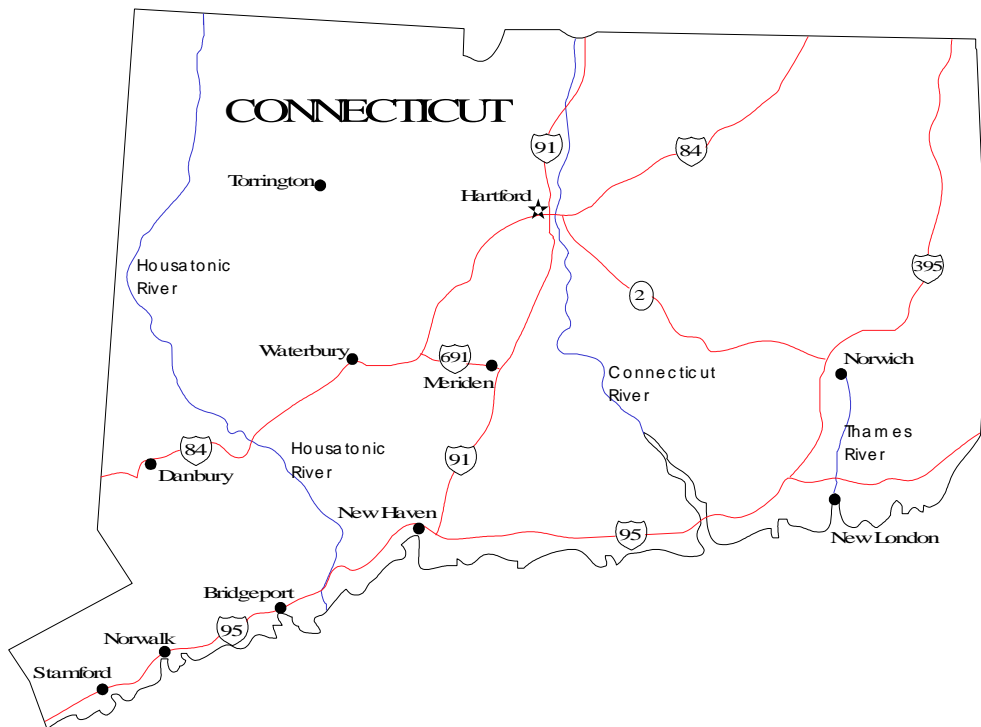 CONNECTICUT
91
84
Torrington
Hartford
Housatonic
River
395
2
Waterbury
691
Meriden
Norwich
Connecticut
River
Thames
River
84
Danbury
Housatonic
River
91
New Haven
95
New London
Bridgeport
95
Norwalk
Stamford